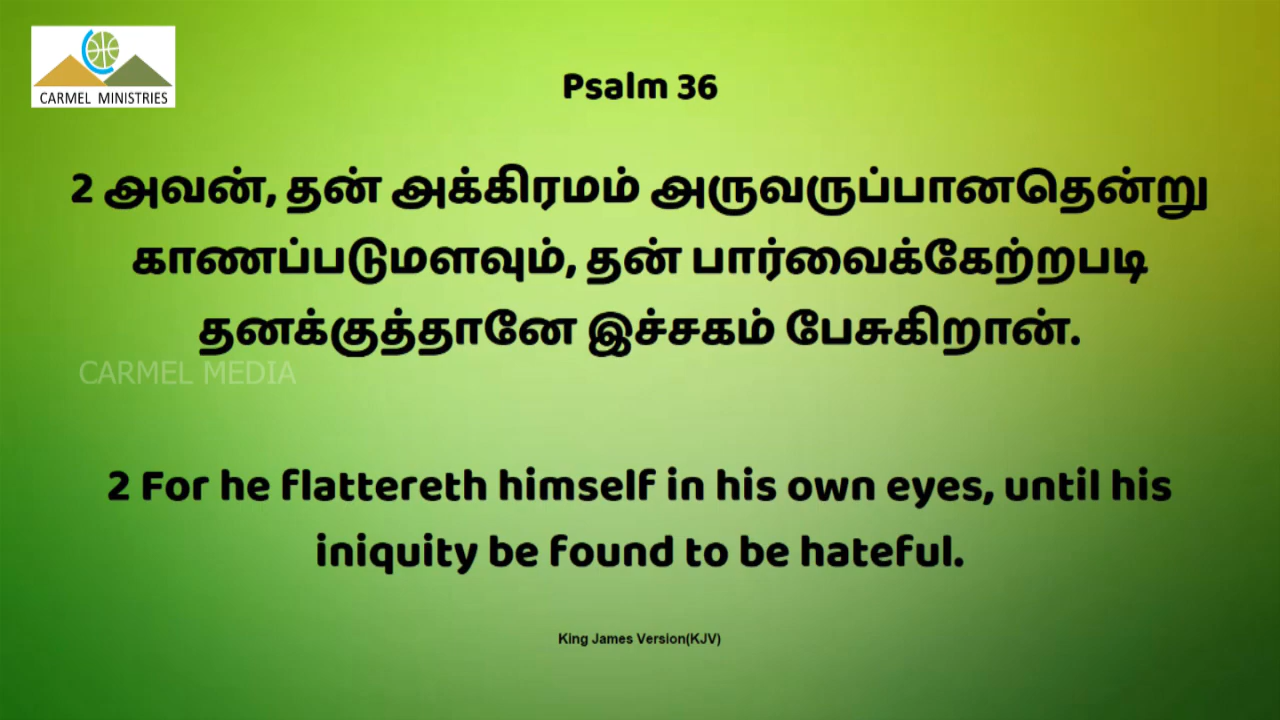 CARMEL MINISTRIES
Psalm 36
2 அவன், தன் அக்கிரமம் அருவருப்பானதென்று
காணப்படுமளவும், தன் பார்வைக்கேற்றபடி
தனக்குத்தானே இச்சகம் பேசுகிறான்.
CARMEL MEDIA
2 For he flattereth himself in his own eyes, until his
iniquity be found to be hateful.
King James Version(KJV)